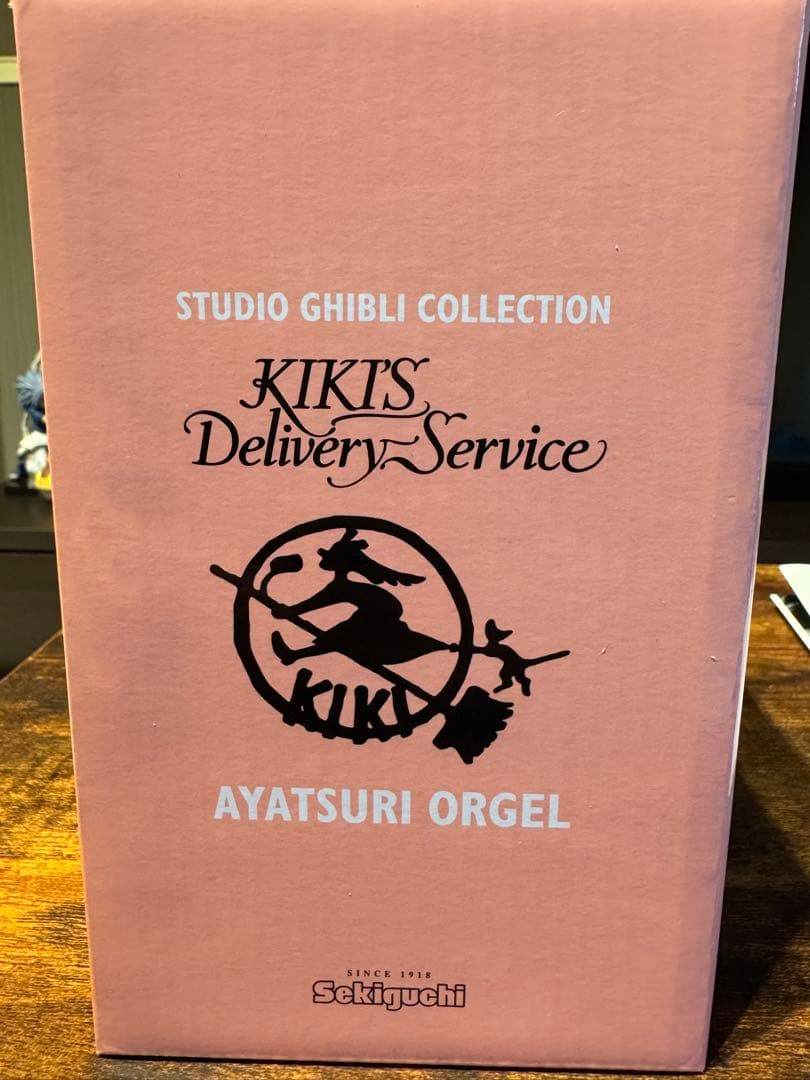 STUDIO GHIBLI COLLECTION
KIKI'S
Delivery Service
KIKI
AYATSURI ORGEL
SINCE 1918
Sekiguchi